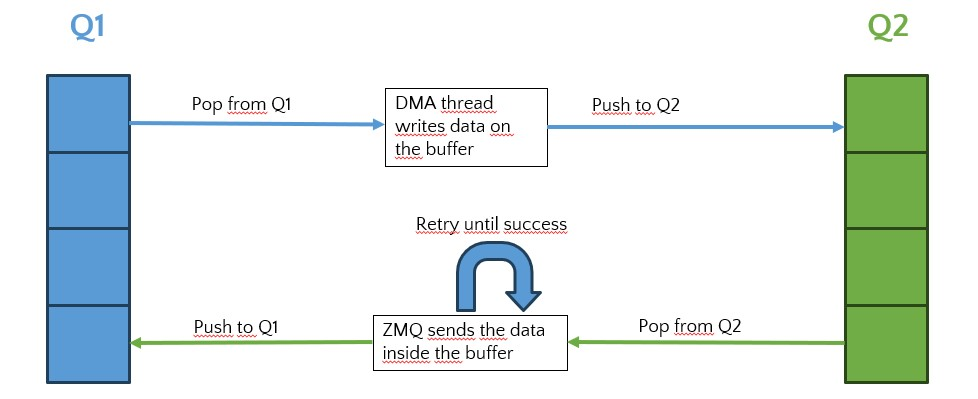 Q1
Q2
Pop from Q1
DMA thread
writes data on
the buffer
Push to Q2
Retry until success
Push to Q1
ZMQ sends the data
inside the buffer
Pop from Q2